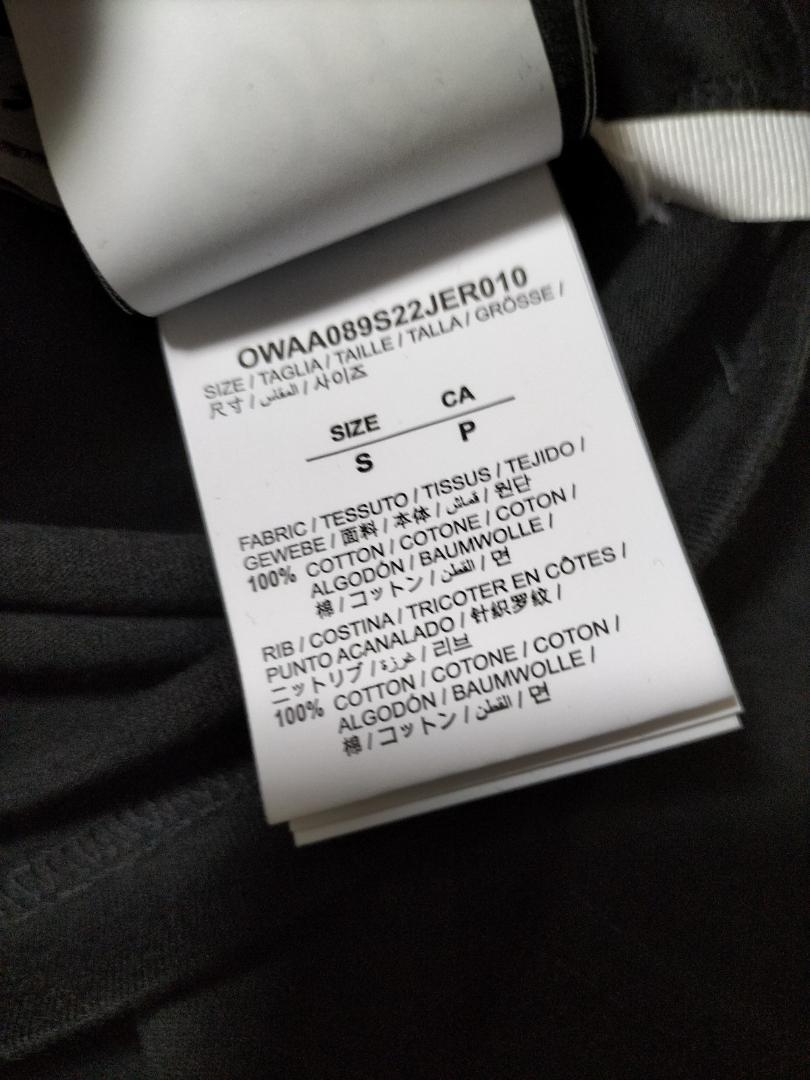 OWAA089S22JER010
SIZE / TAGLIA / TAILLE / TALLA / GRÖSSE /
尺寸 / المقاس / 사이즈
SIZE CA
S P
FABRIC / TESSUTO / TISSUS / TEJIDO /
GEWEBE / 面料 / 本体 / قماش / 원단
100% COTTON / COTONE / COTON /
ALGODÓN / BAUMWOLLE /
棉 / コットン / القطن / 면
RIB / COSTINA / TRICOTER EN CÔTES /
PUNTO ACANALADO / 针织罗纹 /
ニットリブ / غرزة / 리브
100% COTTON / COTONE / COTON /
ALGODÓN / BAUMWOLLE /
棉 / コットン / القطن / 면